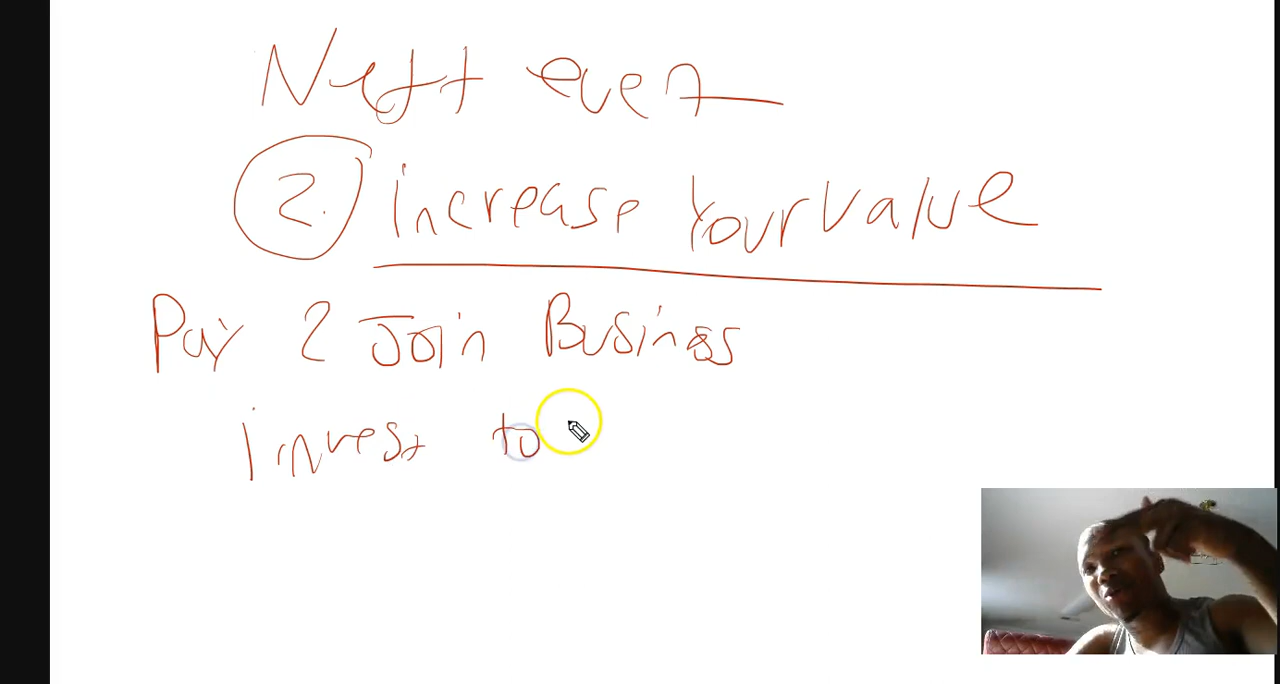 Next event
2. increase Your value
Pay 2 Join Business
invest to